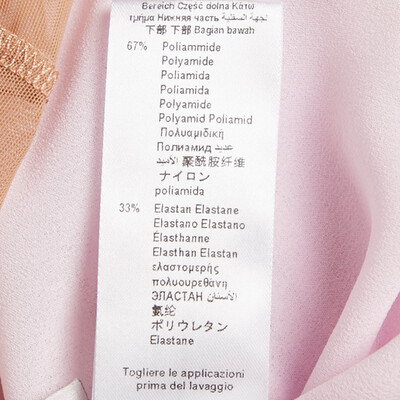 Bereich Część dolna Κάτω
τμήμα Нижняя часть الجهة السفلية
下部 下部 Bagian bawah
67% Poliammide
Polyamide
Poliamida
Poliamida
Polyamide
Polyamid Poliamid
Πολυαμιδική
Полиамид
聚酰胺纤维
ナイロン
poliamida
33% Elastan Elastane
Elastano Elastano
Élasthanne
Elasthan Elastan
ελαστομερής
πολυουρεθάνη
ЭЛАСТАН الأستان
氨纶
ポリウレタン
Elastane
Togliere le applicazioni
prima del lavaggio